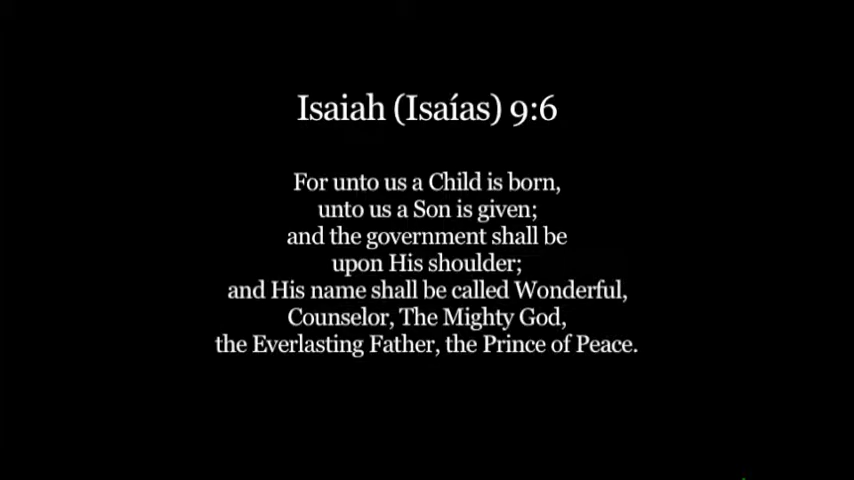 Isaiah (Isaías) 9:6
For unto us a Child is born,
unto us a Son is given;
and the government shall be
upon His shoulder;
and His name shall be called Wonderful,
Counselor, The Mighty God,
the Everlasting Father, the Prince of Peace.